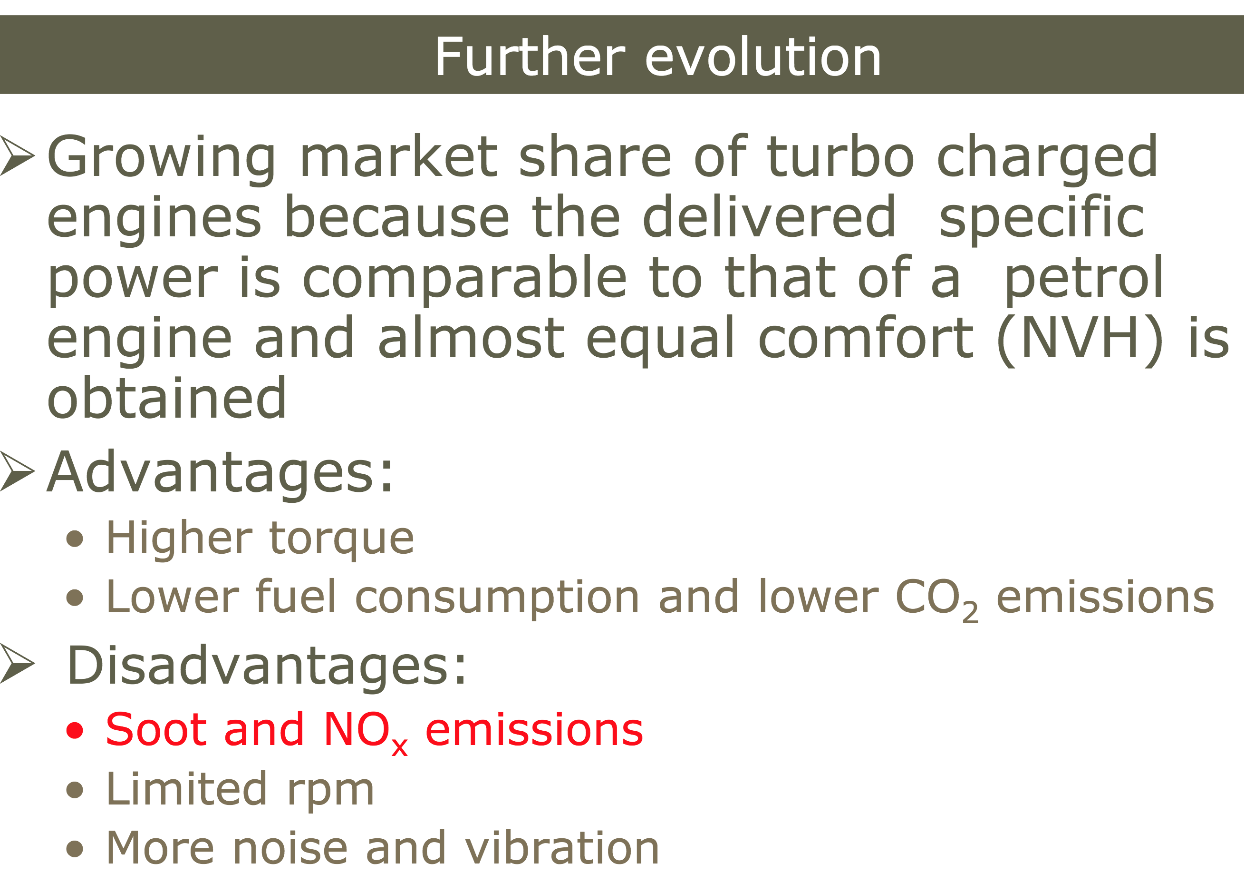 Further evolution
➢ Growing market share of turbo charged
engines because the delivered  specific
power is comparable to that of a  petrol
engine and almost equal comfort (NVH) is
obtained
➢ Advantages:
• Higher torque
• Lower fuel consumption and lower CO₂ emissions
➢ Disadvantages:
• Soot and NOₓ emissions
• Limited rpm
• More noise and vibration